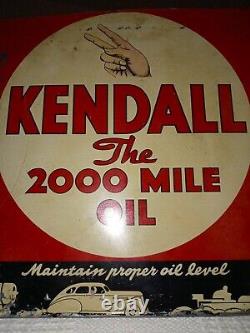 KENDALL
The
2000 MILE
OIL
Maintain proper oil level